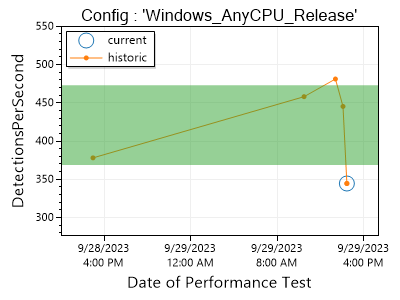 Config : 'Windows_AnyCPU_Release'
current
historic
DetectionsPerSecond
550
500
450
400
350
300
9/28/2023
4:00 PM
9/29/2023
12:00 AM
9/29/2023
8:00 AM
9/29/2023
4:00 PM
Date of Performance Test